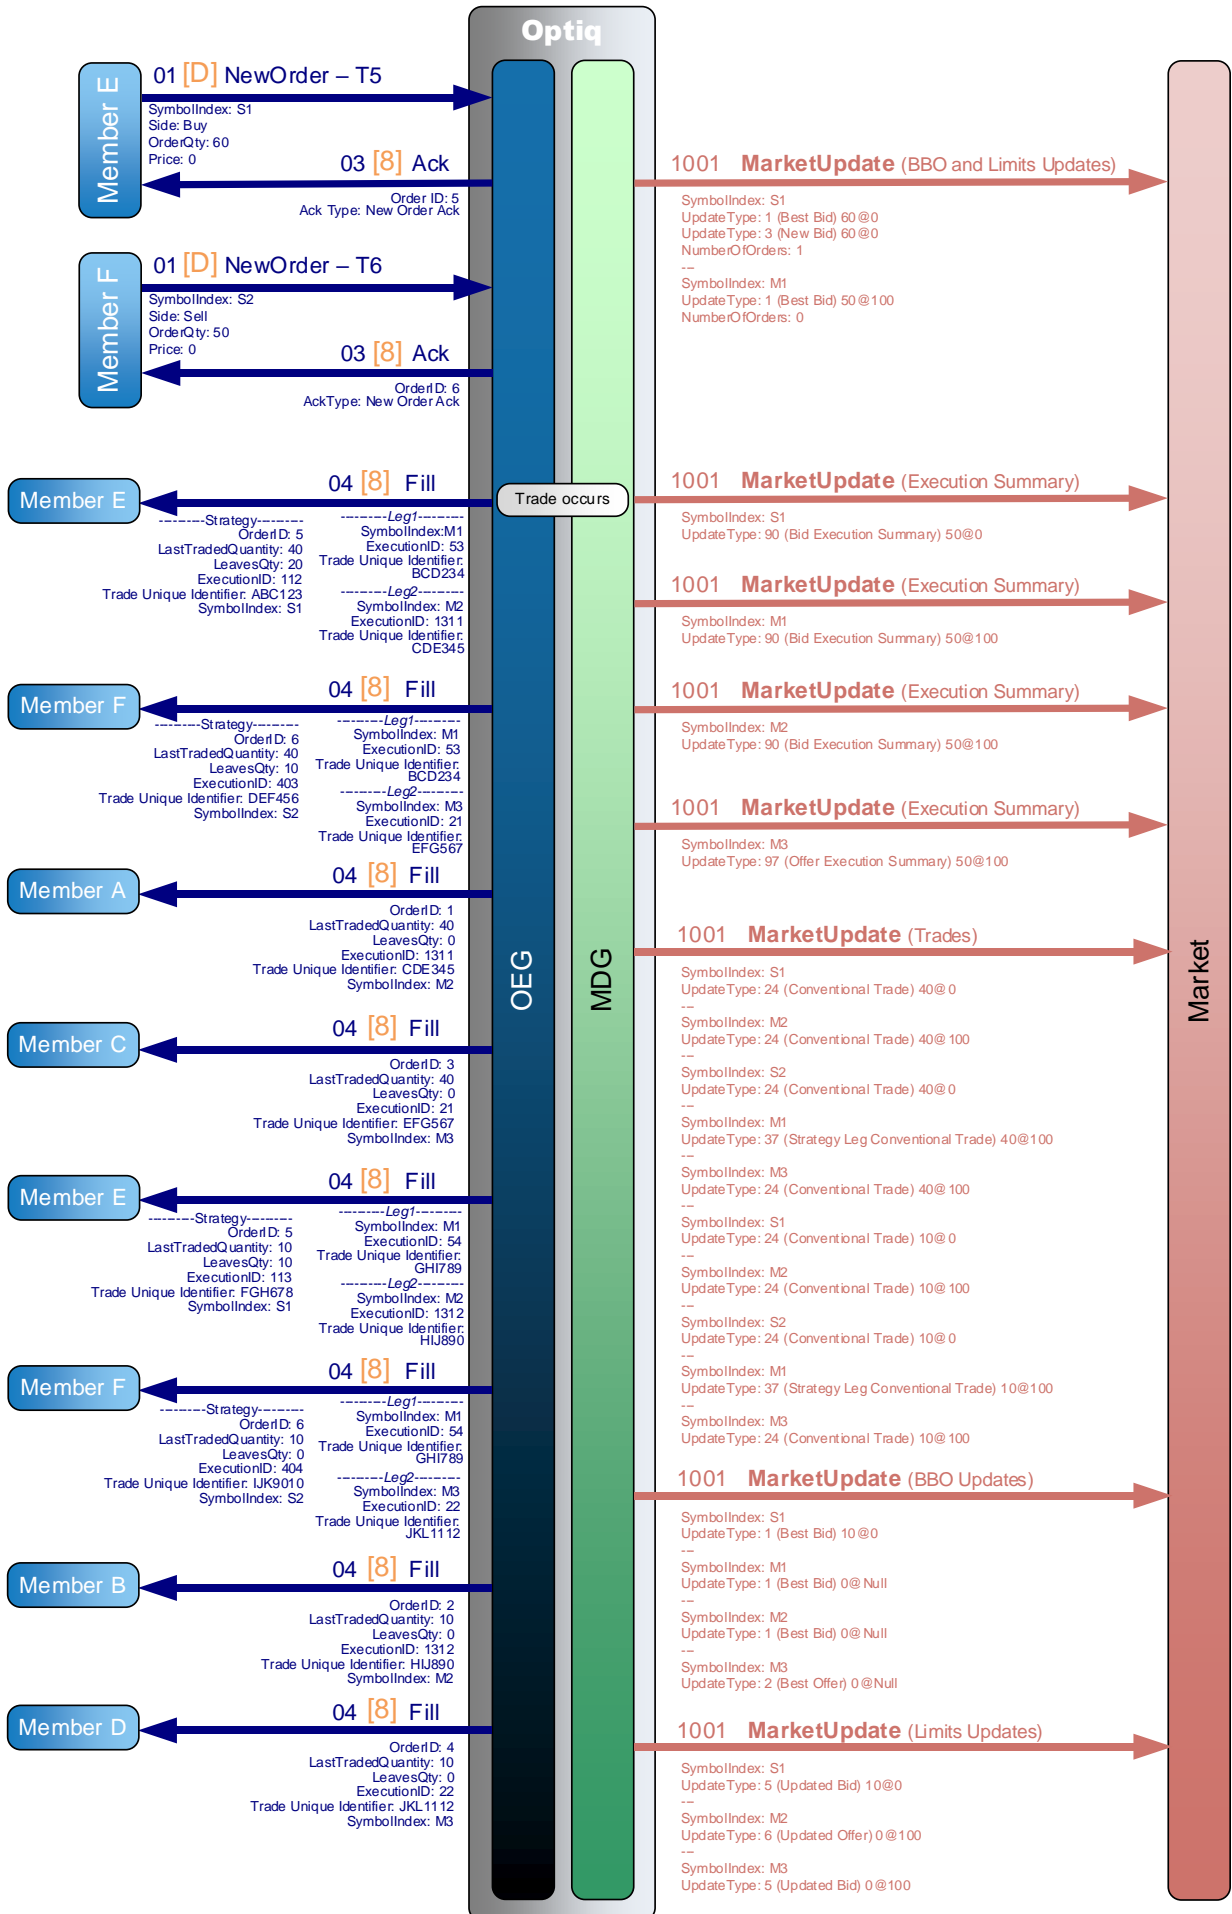 Optiq
Member E
01 [D] NewOrder – T5
SymbolIndex: S1
Side: Buy
OrderQty: 60
Price: 0
03 [8] Ack
Order ID: 5
Ack Type: New Order Ack
Member F
01 [D] NewOrder – T6
SymbolIndex: S2
Side: Sell
OrderQty: 50
Price: 0
03 [8] Ack
OrderID: 6
AckType: New Order Ack
Member E
04 [8] Fill
----------Strategy----------
OrderID: 5
LastTradedQuantity: 40
LeavesQty: 20
ExecutionID: 112
Trade Unique Identifier: ABC123
SymbolIndex: S1
----------Leg1----------
SymbolIndex:M1
ExecutionID: 53
Trade Unique Identifier:
BCD234
----------Leg2----------
SymbolIndex: M2
ExecutionID: 1311
Trade Unique Identifier:
CDE345
Member F
04 [8] Fill
----------Strategy----------
OrderID: 6
LastTradedQuantity: 40
LeavesQty: 10
ExecutionID: 403
Trade Unique Identifier: DEF456
SymbolIndex: S2
----------Leg1----------
SymbolIndex: M1
ExecutionID: 53
Trade Unique Identifier:
BCD234
----------Leg2----------
SymbolIndex: M3
ExecutionID: 21
Trade Unique Identifier:
EFG567
Member A
04 [8] Fill
OrderID: 1
LastTradedQuantity: 40
LeavesQty: 0
ExecutionID: 1311
Trade Unique Identifier: CDE345
SymbolIndex: M2
Member C
04 [8] Fill
OrderID: 3
LastTradedQuantity: 40
LeavesQty: 0
ExecutionID: 21
Trade Unique Identifier: EFG567
SymbolIndex: M3
Member E
04 [8] Fill
----------Strategy----------
OrderID: 5
LastTradedQuantity: 10
LeavesQty: 10
ExecutionID: 113
Trade Unique Identifier: FGH678
SymbolIndex: S1
----------Leg1----------
SymbolIndex: M1
ExecutionID: 54
Trade Unique Identifier:
GHI789
----------Leg2----------
SymbolIndex: M2
ExecutionID: 1312
Trade Unique Identifier:
HIJ890
Member F
04 [8] Fill
----------Strategy----------
OrderID: 6
LastTradedQuantity: 10
LeavesQty: 0
ExecutionID: 404
Trade Unique Identifier: IJK9010
SymbolIndex: S2
----------Leg1----------
SymbolIndex: M1
ExecutionID: 54
Trade Unique Identifier:
GHI789
----------Leg2----------
SymbolIndex: M3
ExecutionID: 22
Trade Unique Identifier:
JKL1112
Member B
04 [8] Fill
OrderID: 2
LastTradedQuantity: 10
LeavesQty: 0
ExecutionID: 1312
Trade Unique Identifier: HIJ890
SymbolIndex: M2
Member D
04 [8] Fill
OrderID: 4
LastTradedQuantity: 10
LeavesQty: 0
ExecutionID: 22
Trade Unique Identifier: JKL1112
SymbolIndex: M3
OEG
MDG
Trade occurs
1001 MarketUpdate (BBO and Limits Updates)
SymbolIndex: S1
UpdateType: 1 (Best Bid) 60@0
UpdateType: 3 (New Bid) 60@0
NumberOfOrders: 1
---
SymbolIndex: M1
UpdateType: 1 (Best Bid) 50@100
NumberOfOrders: 0
1001 MarketUpdate (Execution Summary)
SymbolIndex: S1
UpdateType: 90 (Bid Execution Summary) 50@0
1001 MarketUpdate (Execution Summary)
SymbolIndex: M1
UpdateType: 90 (Bid Execution Summary) 50@100
1001 MarketUpdate (Execution Summary)
SymbolIndex: M2
UpdateType: 90 (Bid Execution Summary) 50@100
1001 MarketUpdate (Execution Summary)
SymbolIndex: M3
UpdateType: 97 (Offer Execution Summary) 50@100
1001 MarketUpdate (Trades)
SymbolIndex: S1
UpdateType: 24 (Conventional Trade) 40@0
---
SymbolIndex: M2
UpdateType: 24 (Conventional Trade) 40@100
---
SymbolIndex: S2
UpdateType: 24 (Conventional Trade) 40@0
---
SymbolIndex: M1
UpdateType: 37 (Strategy Leg Conventional Trade) 40@100
---
SymbolIndex: M3
UpdateType: 24 (Conventional Trade) 40@100
---
SymbolIndex: S1
UpdateType: 24 (Conventional Trade) 10@0
---
SymbolIndex: M2
UpdateType: 24 (Conventional Trade) 10@100
---
SymbolIndex: S2
UpdateType: 24 (Conventional Trade) 10@0
---
SymbolIndex: M1
UpdateType: 37 (Strategy Leg Conventional Trade) 10@100
---
SymbolIndex: M3
UpdateType: 24 (Conventional Trade) 10@100
1001 MarketUpdate (BBO Updates)
SymbolIndex: S1
UpdateType: 1 (Best Bid) 10@0
---
SymbolIndex: M1
UpdateType: 1 (Best Bid) 0@Null
---
SymbolIndex: M2
UpdateType: 1 (Best Bid) 0@Null
---
SymbolIndex: M3
UpdateType: 2 (Best Offer) 0@Null
1001 MarketUpdate (Limits Updates)
SymbolIndex: S1
UpdateType: 5 (Updated Bid) 10@0
---
SymbolIndex: M2
UpdateType: 6 (Updated Offer) 0@100
---
SymbolIndex: M3
UpdateType: 5 (Updated Bid) 0@100
Market